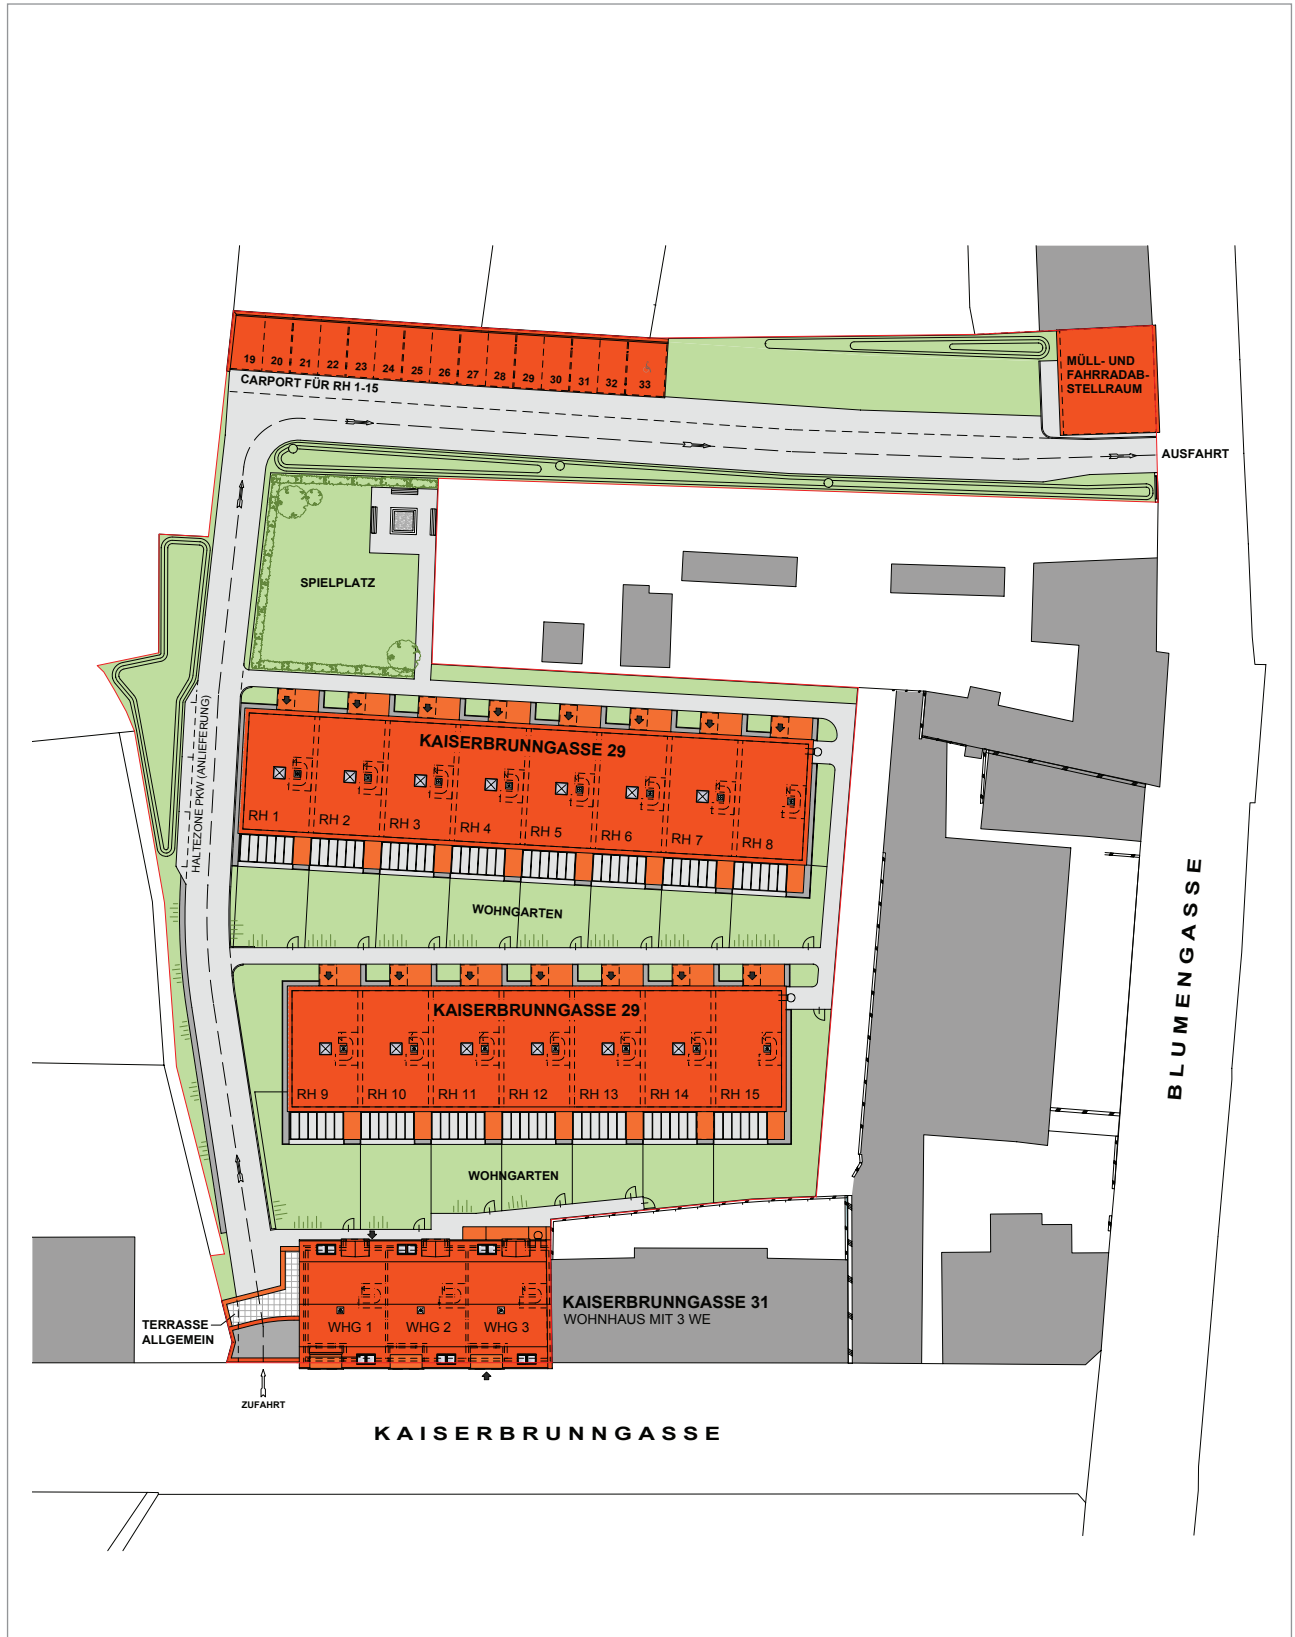 19 20 21 22 23 24 25 26 27 28 29 30 31 32 33
CARPORT FÜR RH 1-15
MÜLL- UND
FAHRRADAB-
STELLRAUM
AUSFAHRT
SPIELPLATZ
HALTEZONE PKW (ANLIEFERUNG)
KAISERBRUNNGASSE 29
RH 1 RH 2 RH 3 RH 4 RH 5 RH 6 RH 7 RH 8
WOHNGARTEN
KAISERBRUNNGASSE 29
RH 9 RH 10 RH 11 RH 12 RH 13 RH 14 RH 15
WOHNGARTEN
BLUMENGASSE
KAISERBRUNNGASSE 31
WOHNHAUS MIT 3 WE
WHG 1 WHG 2 WHG 3
TERRASSE
ALLGEMEIN
ZUFAHRT
KAISERBRUNNGASSE